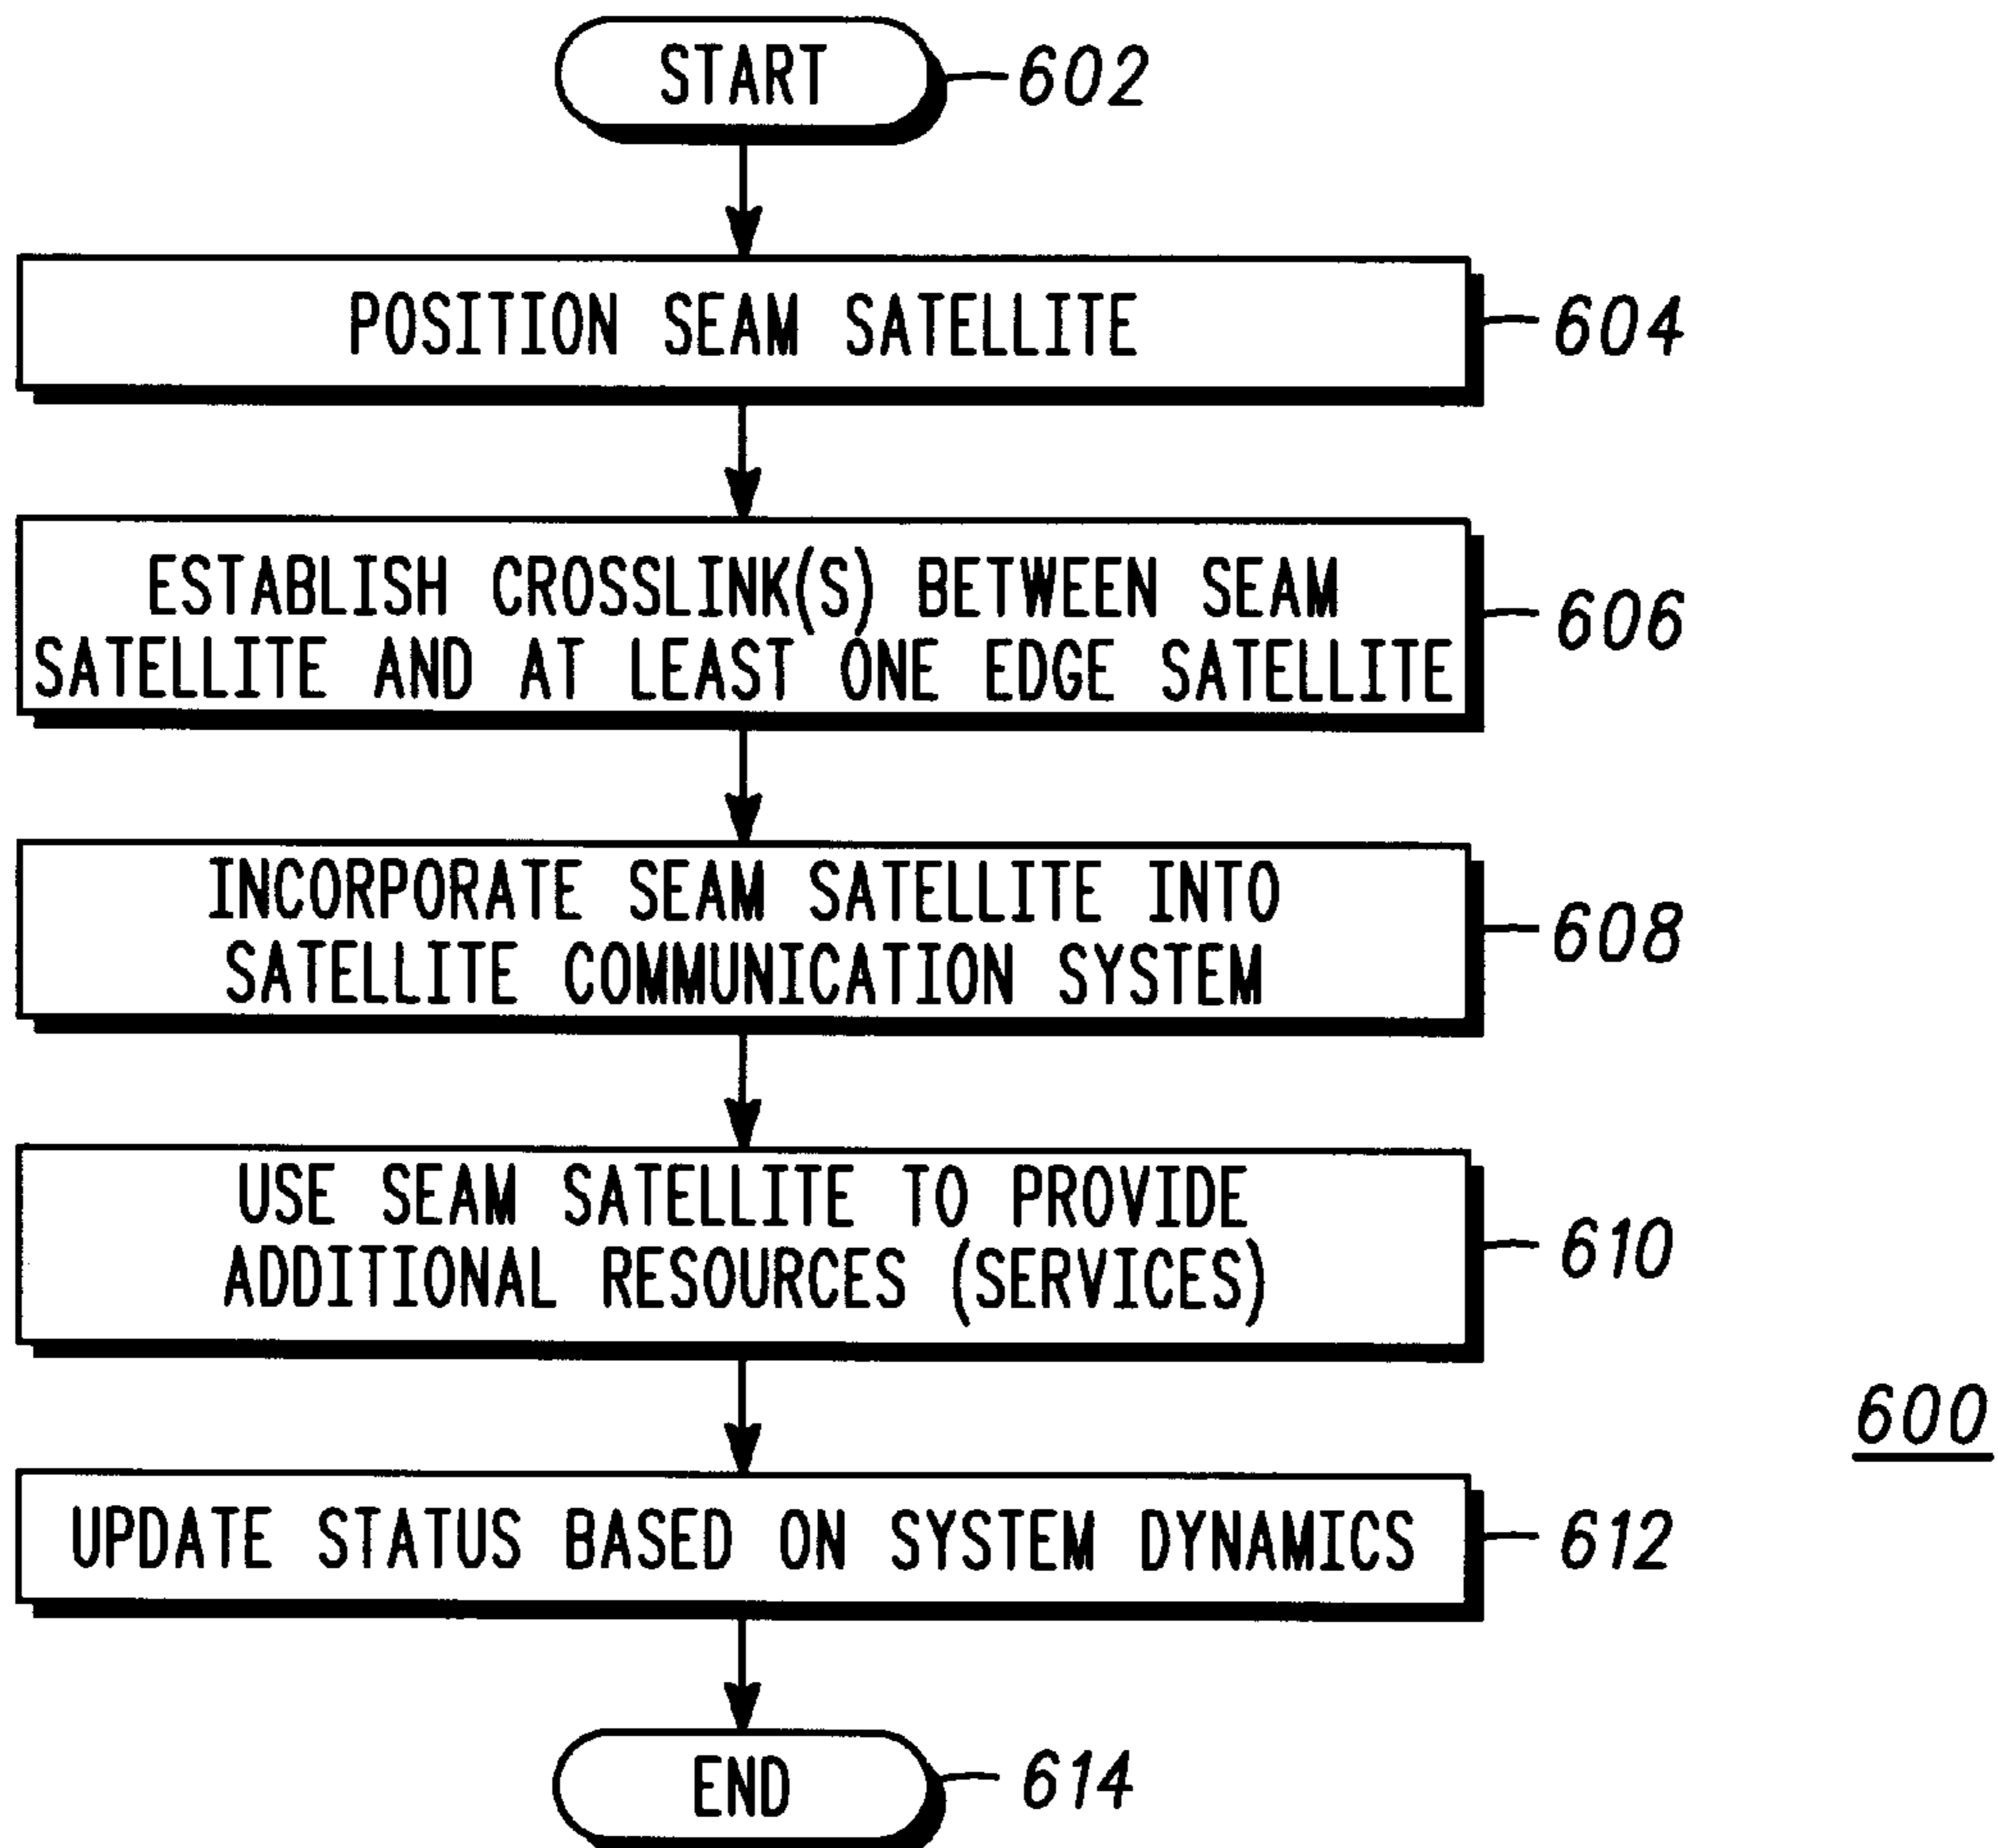 START
602
POSITION SEAM SATELLITE
604
ESTABLISH CROSSLINK(S) BETWEEN SEAM
SATELLITE AND AT LEAST ONE EDGE SATELLITE
606
INCORPORATE SEAM SATELLITE INTO
SATELLITE COMMUNICATION SYSTEM
608
USE SEAM SATELLITE TO PROVIDE
ADDITIONAL RESOURCES (SERVICES)
610
600
UPDATE STATUS BASED ON SYSTEM DYNAMICS
612
END
614